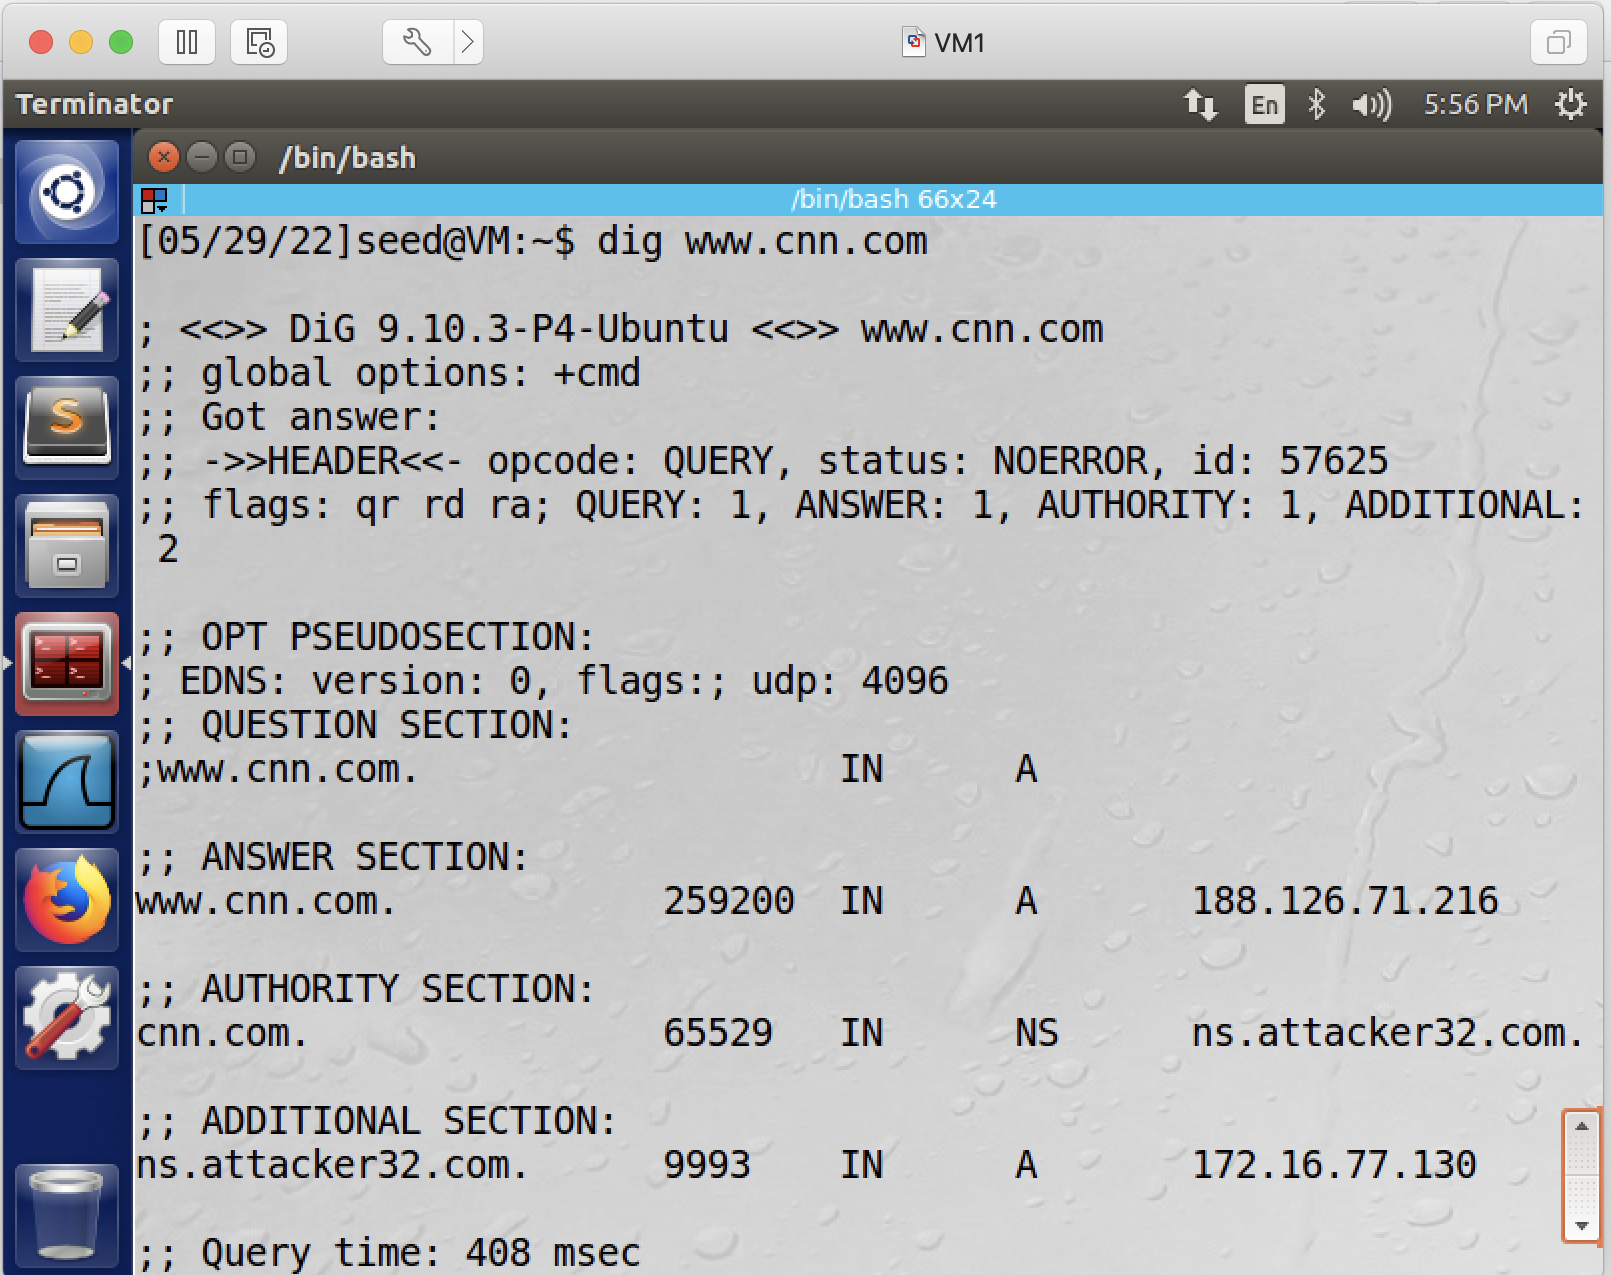 VM1
Terminator
En
5:56 PM
/bin/bash
/bin/bash 66x24
[05/29/22]seed@VM:~$ dig www.cnn.com
; <<>> DiG 9.10.3-P4-Ubuntu <<>> www.cnn.com
;; global options: +cmd
;; Got answer:
;; ->>HEADER<<- opcode: QUERY, status: NOERROR, id: 57625
;; flags: qr rd ra; QUERY: 1, ANSWER: 1, AUTHORITY: 1, ADDITIONAL:
2
;; OPT PSEUDOSECTION:
; EDNS: version: 0, flags:; udp: 4096
;; QUESTION SECTION:
;www.cnn.com. IN A
;; ANSWER SECTION:
www.cnn.com. 259200 IN A 188.126.71.216
;; AUTHORITY SECTION:
cnn.com. 65529 IN NS ns.attacker32.com.
;; ADDITIONAL SECTION:
ns.attacker32.com. 9993 IN A 172.16.77.130
;; Query time: 408 msec